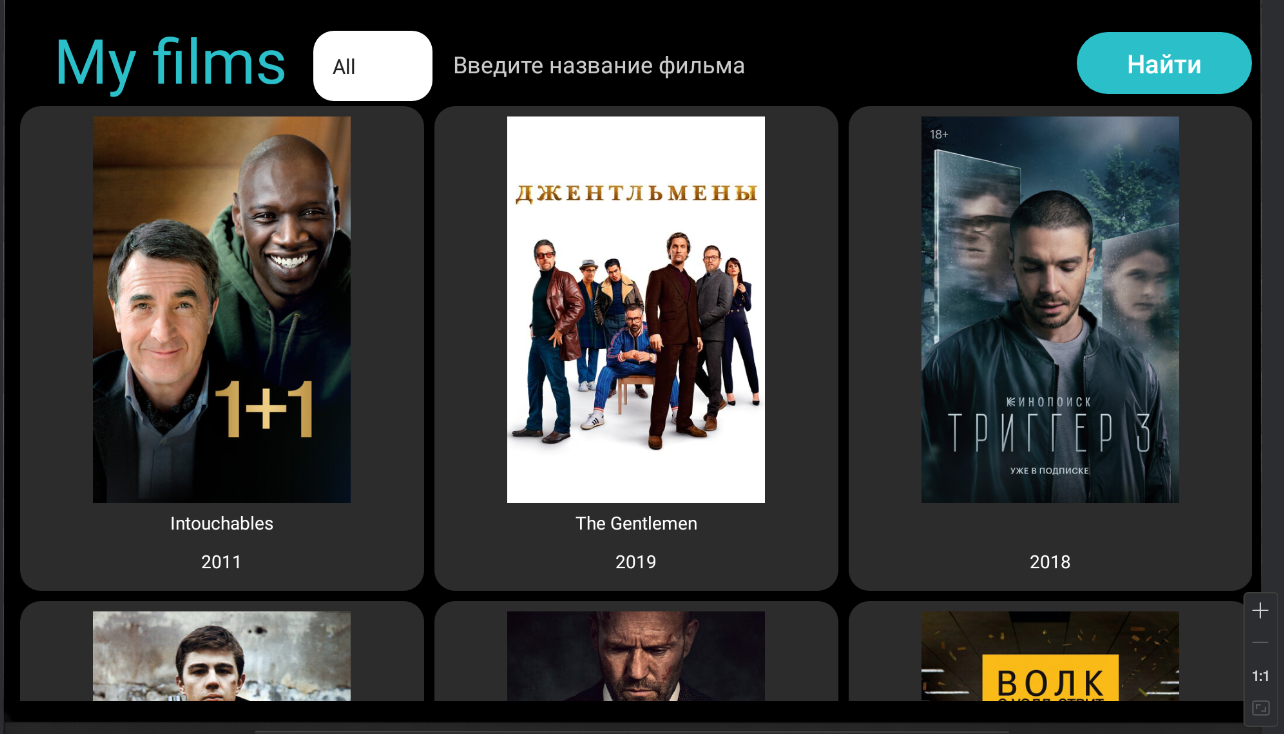 My films
All
Введите название фильма
Найти
1+1
Intouchables
2011
ДЖЕНТЛЬМЕНЫ
The Gentlemen
2019
18+
КИНОПОИСК
ТРИГГЕР 3
УЖЕ В ПОДПИСКЕ
2018
ВОЛК
1:1